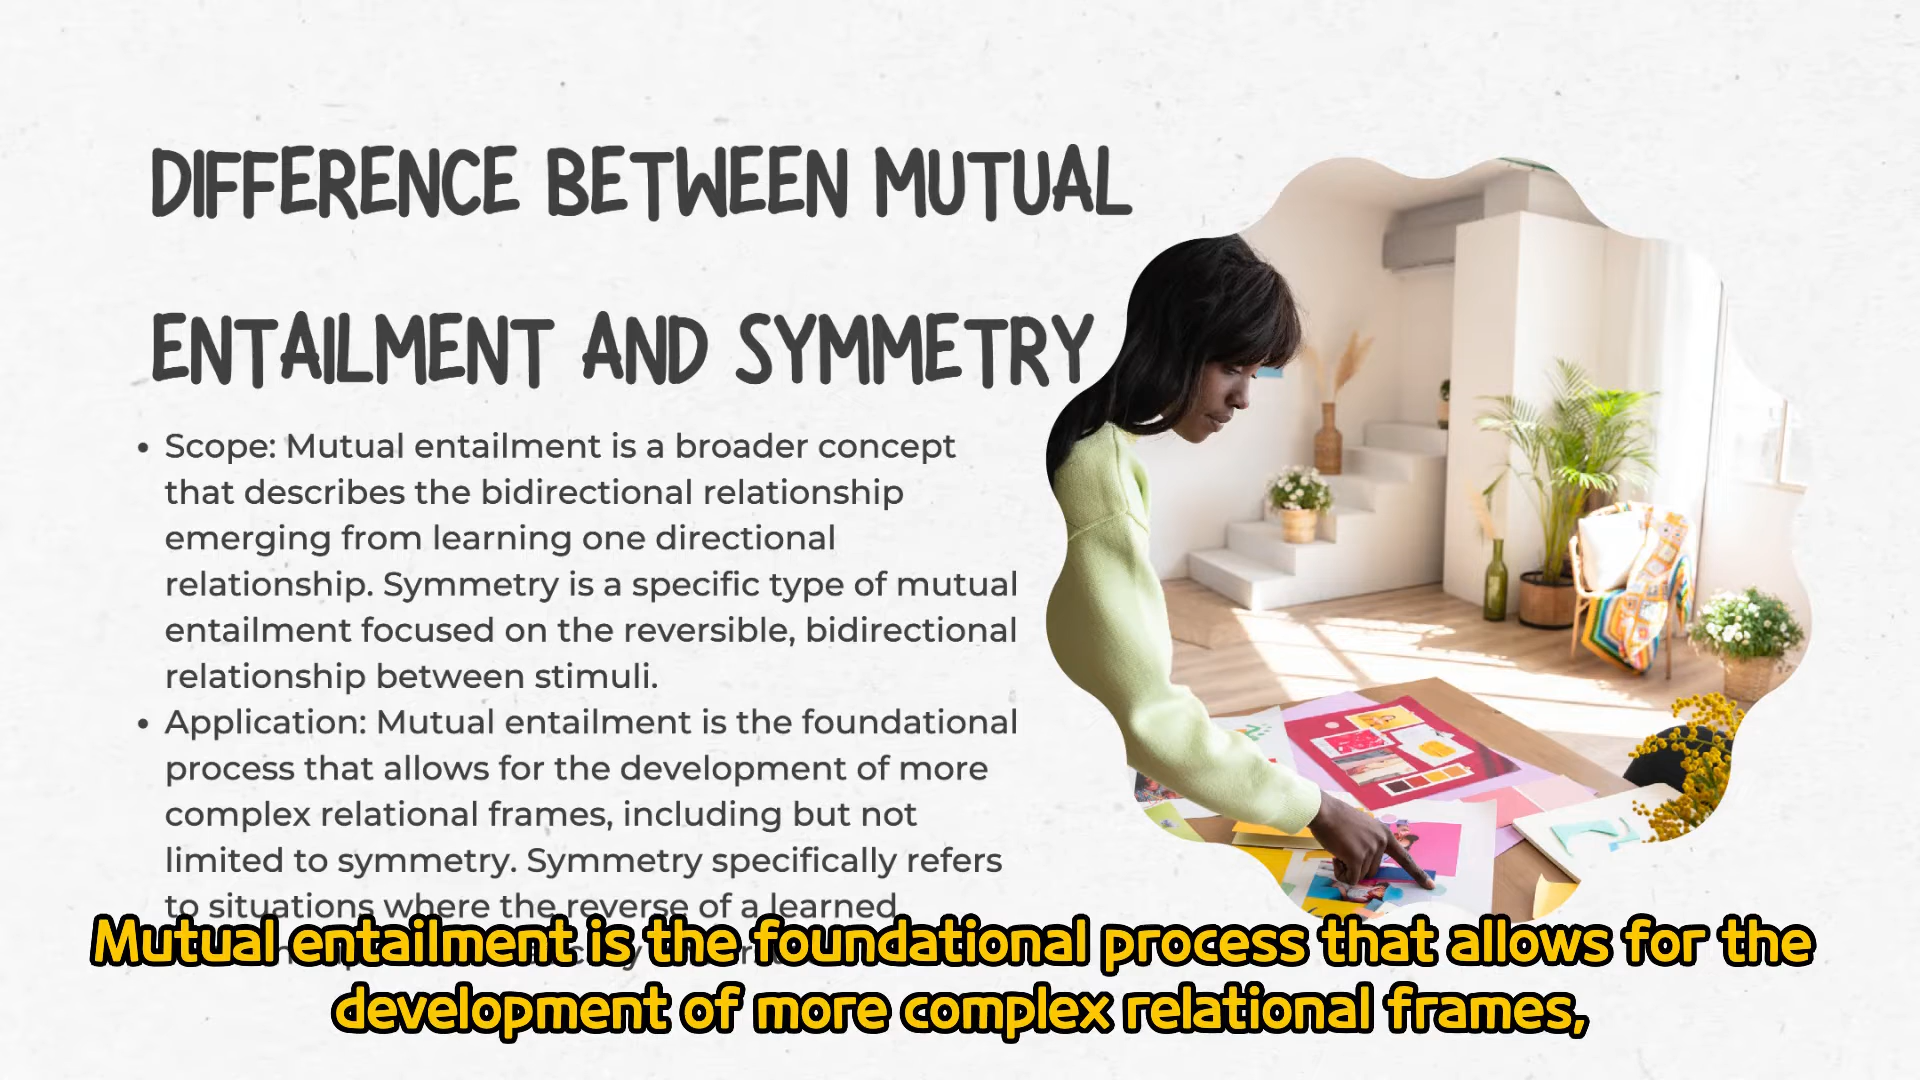 DIFFERENCE BETWEEN MUTUAL
ENTAILMENT AND SYMMETRY
• Scope: Mutual entailment is a broader concept
that describes the bidirectional relationship
emerging from learning one directional
relationship. Symmetry is a specific type of mutual
entailment focused on the reversible, bidirectional
relationship between stimuli.
• Application: Mutual entailment is the foundational
process that allows for the development of more
complex relational frames, including but not
limited to symmetry. Symmetry specifically refers
to situations where the reverse of a learned
Mutual entailment is the foundational process that allows for the
development of more complex relational frames,